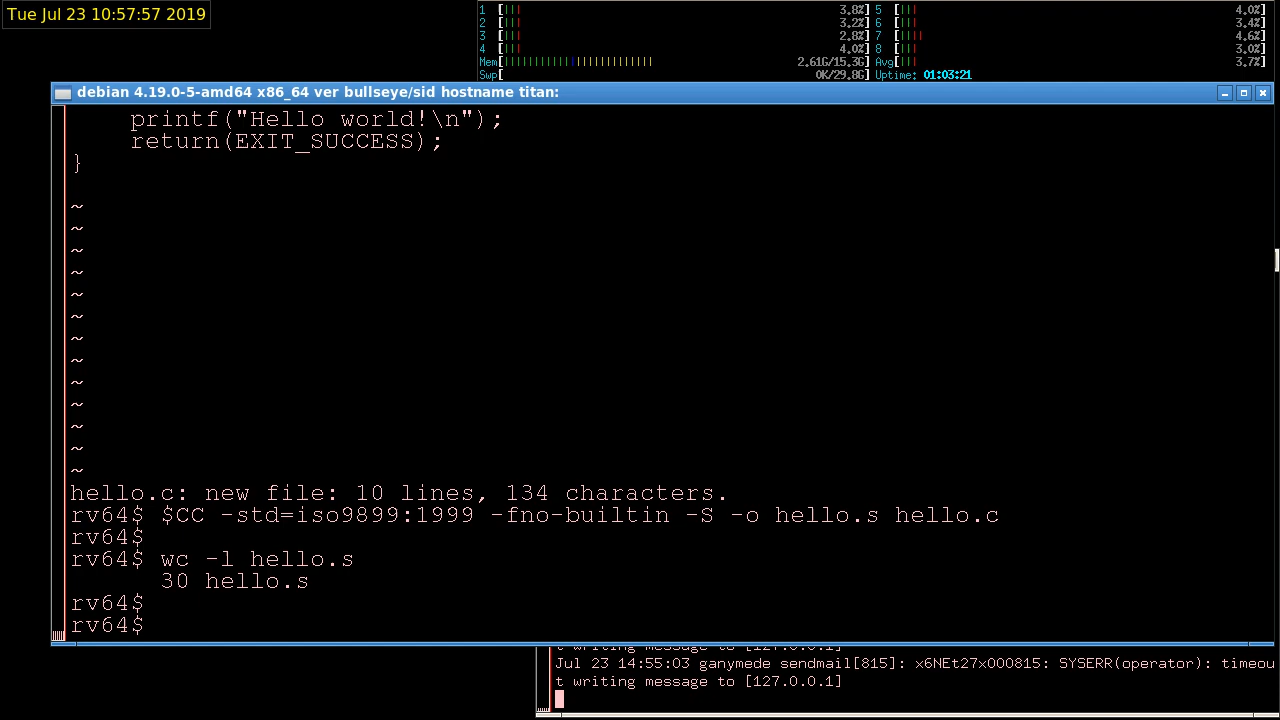 Tue Jul 23 10:57:57 2019
1 [||| 3.8%] 5 [||| 4.0%]
2 [||| 3.2%] 6 [||| 3.4%]
3 [||| 2.8%] 7 [|||| 4.6%]
4 [||| 4.0%] 8 [||| 3.0%]
Mem[||||||||||||||||||||||||||| 2.61G/15.3G] Avg[||| 3.7%]
Swp[ 0K/29.8G] Uptime: 01:03:21
debian 4.19.0-5-amd64 x86_64 ver bullseye/sid hostname titan:
printf("Hello world!\n");
return(EXIT_SUCCESS);
}
~
~
~
~
~
~
~
~
~
~
~
~
~
hello.c: new file: 10 lines, 134 characters.
rv64$ $CC -std=iso9899:1999 -fno-builtin -S -o hello.s hello.c
rv64$
rv64$ wc -l hello.s
30 hello.s
rv64$
rv64$
t writing message to [127.0.0.1]
Jul 23 14:55:03 ganymede sendmail[815]: x6NEt27x000815: SYSERR(operator): timeou
t writing message to [127.0.0.1]